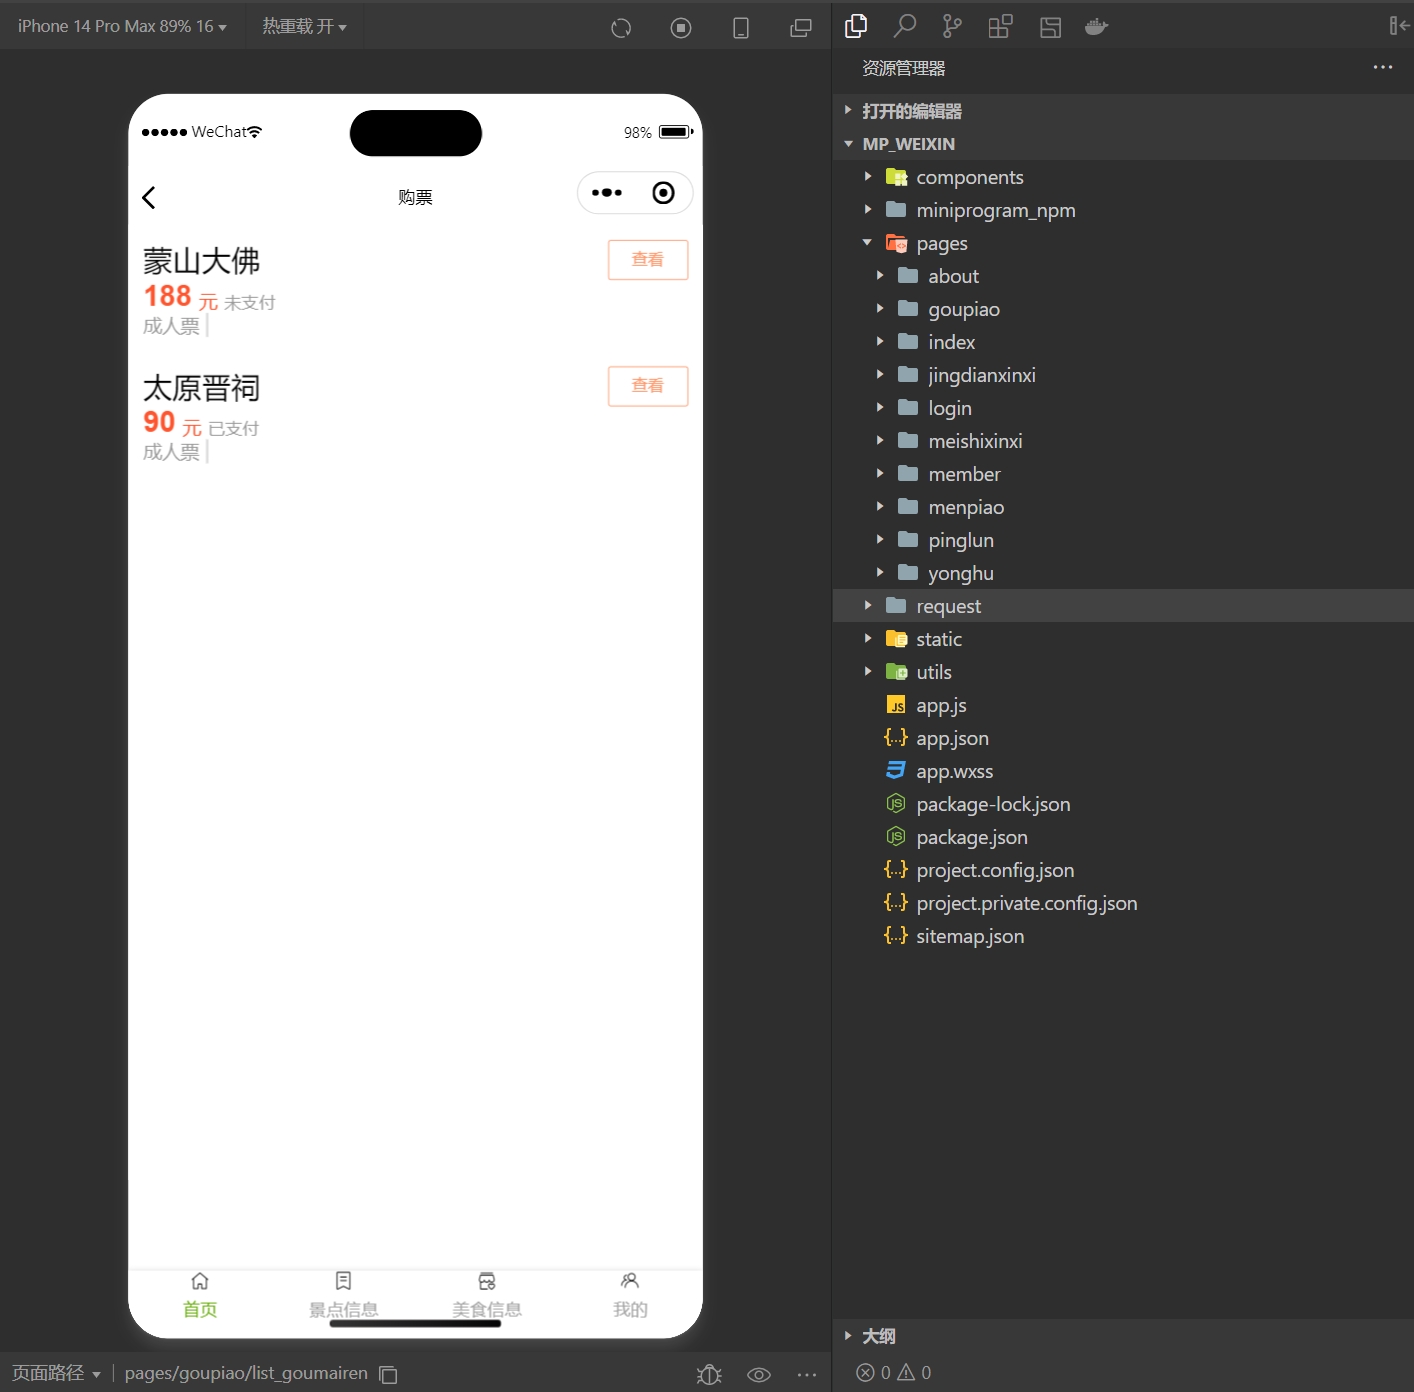 iPhone 14 Pro Max 89% 16
热重载 开
WeChat
98%
购票
蒙山大佛
查看
188 元 未支付
成人票
太原晋祠
查看
90 元 已支付
成人票
首页
景点信息
美食信息
我的
页面路径
pages/goupiao/list_goumairen
资源管理器
打开的编辑器
MP_WEIXIN
components
miniprogram_npm
pages
about
goupiao
index
jingdianxinxi
login
meishixinxi
member
menpiao
pinglun
yonghu
request
static
utils
JS app.js
{..} app.json
app.wxss
JS package-lock.json
JS package.json
{..} project.config.json
{..} project.private.config.json
{..} sitemap.json
大纲
0
0